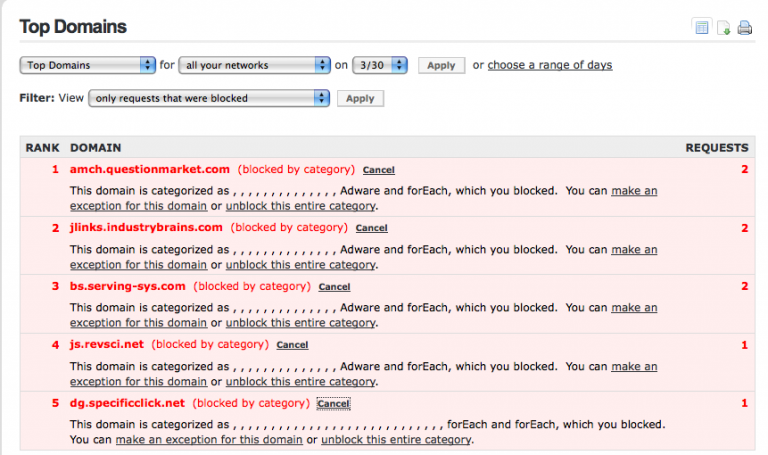 Top Domains
Top Domains for all your networks on 3/30 Apply or choose a range of days
Filter: View only requests that were blocked Apply
RANK DOMAIN REQUESTS
1 amch.questionmarket.com (blocked by category) Cancel 2
This domain is categorized as , , , , , , , , , , , , , , Adware and forEach, which you blocked. You can make an
exception for this domain or unblock this entire category.
2 jlinks.industrybrains.com (blocked by category) Cancel 2
This domain is categorized as , , , , , , , , , , , , , , Adware and forEach, which you blocked. You can make an
exception for this domain or unblock this entire category.
3 bs.serving-sys.com (blocked by category) Cancel 2
This domain is categorized as , , , , , , , , , , , , , , Adware and forEach, which you blocked. You can make an
exception for this domain or unblock this entire category.
4 js.revsci.net (blocked by category) Cancel 1
This domain is categorized as , , , , , , , , , , , , , , Adware and forEach, which you blocked. You can make an
exception for this domain or unblock this entire category.
5 dg.specificclick.net (blocked by category) Cancel 1
This domain is categorized as , , , , , , , , , , , , , , , , , , , , , , , , , , , , forEach and forEach, which you blocked.
You can make an exception for this domain or unblock this entire category.